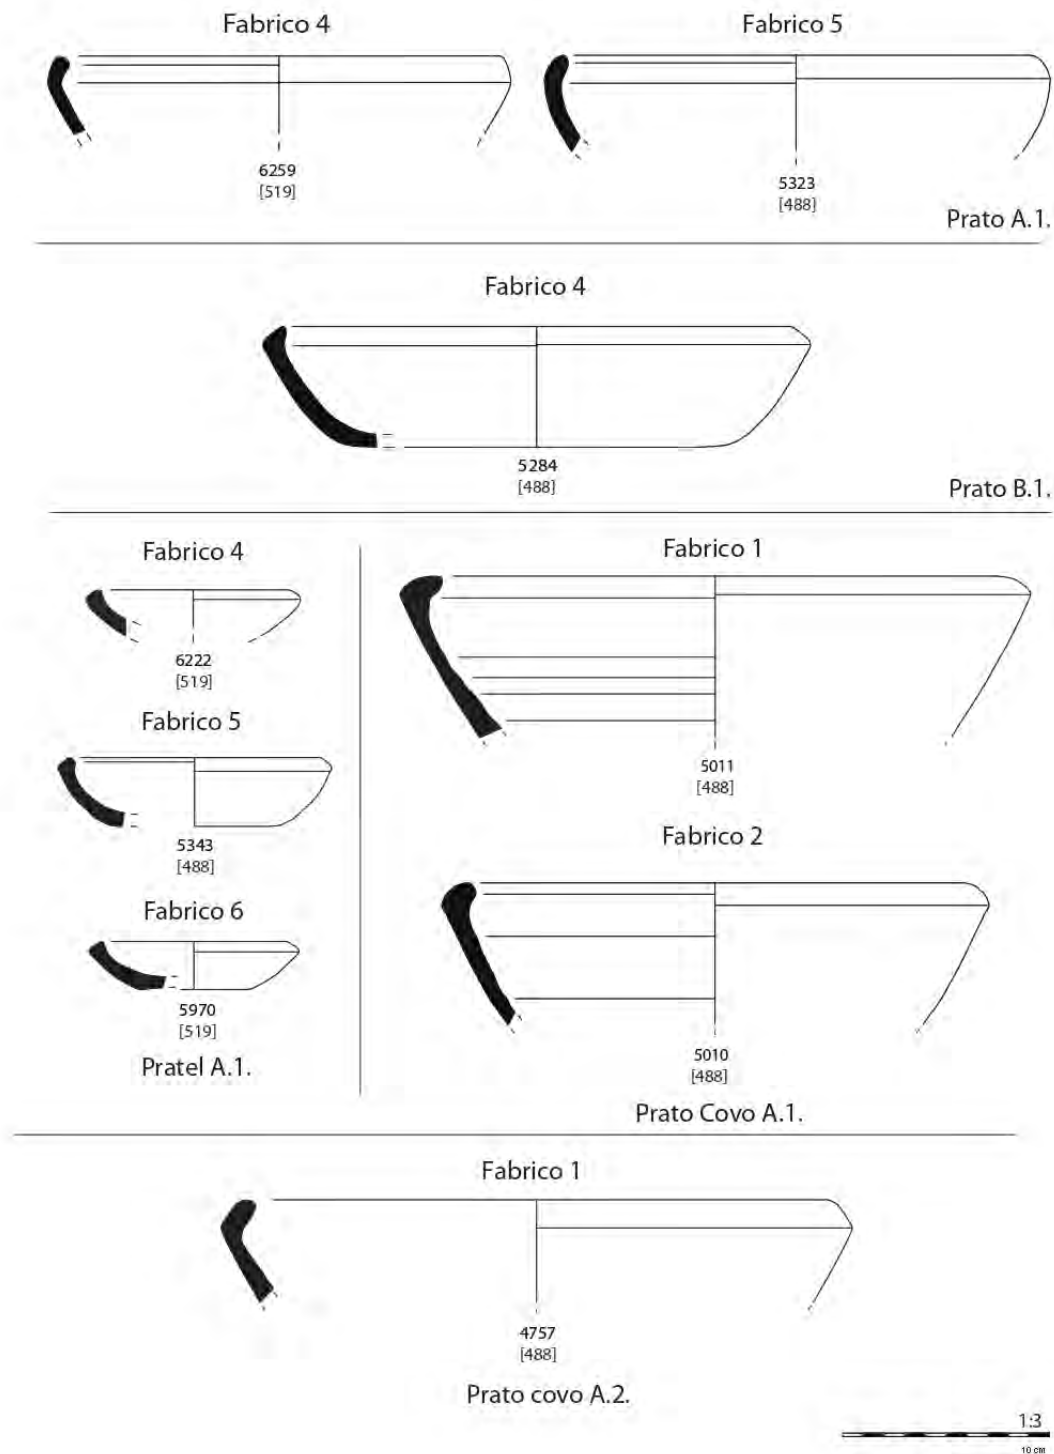 Fabrico 4
Fabrico 5
6259
[519]
5323
[488]
Prato A.1.
Fabrico 4
5284
[488]
Prato B.1.
Fabrico 4
6222
[519]
Fabrico 5
5343
[488]
Fabrico 6
5970
[519]
Pratel A.1.
Fabrico 1
5011
[488]
Fabrico 2
5010
[488]
Prato Covo A.1.
Fabrico 1
4757
[488]
Prato covo A.2.
1:3
10 cm